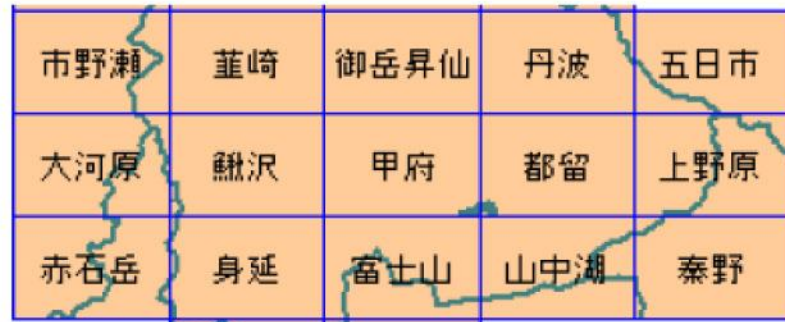 市野瀬 韮崎 御岳昇仙 丹波 五日市
大河原 鰍沢 甲府 都留 上野原
赤石岳 身延 富士山 山中湖 秦野